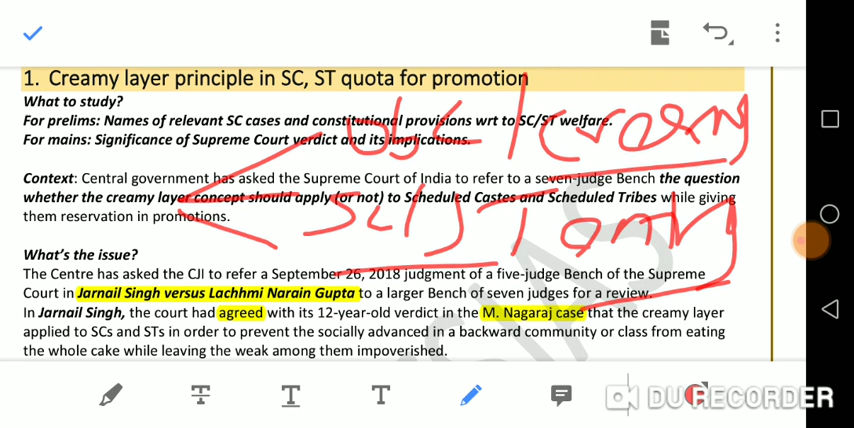 1. Creamy layer principle in SC, ST quota for promotion
What to study?
For prelims: Names of relevant SC cases and constitutional provisions wrt to SC/ST welfare.
For mains: Significance of Supreme Court verdict and its implications.
obc/creamy
Context: Central government has asked the Supreme Court of India to refer to a seven-judge Bench the question
whether the creamy layer concept should apply (or not) to Scheduled Castes and Scheduled Tribes while giving
them reservation in promotions.
Sc/ST
What's the issue?
The Centre has asked the CJI to refer a September 26, 2018 judgment of a five-judge Bench of the Supreme
Court in Jarnail Singh versus Lachhmi Narain Gupta to a larger Bench of seven judges for a review.
In Jarnail Singh, the court had agreed with its 12-year-old verdict in the M. Nagaraj case that the creamy layer
applied to SCs and STs in order to prevent the socially advanced in a backward community or class from eating
the whole cake while leaving the weak among them impoverished.
T T T
DU RECORDER